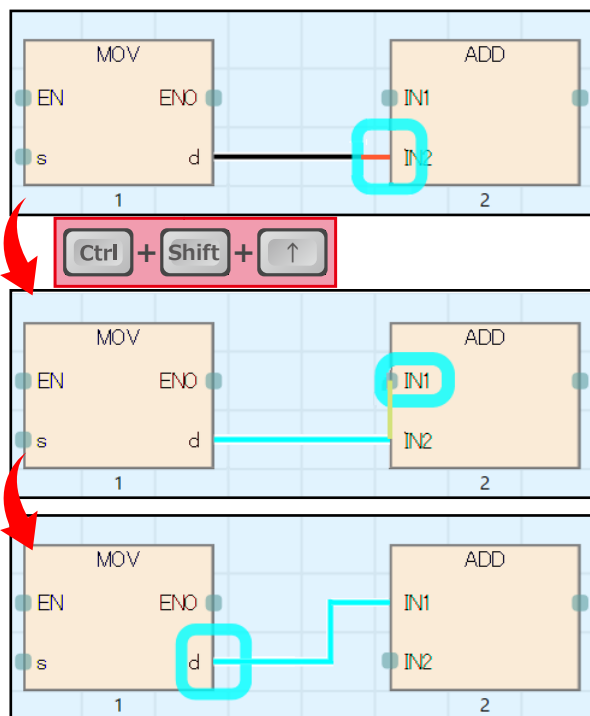 MOV ADD
EN ENO IN1
s d IN2
1 2
Ctrl + Shift + ↑
MOV ADD
EN ENO IN1
s d IN2
1 2
MOV ADD
EN ENO IN1
s d IN2
1 2